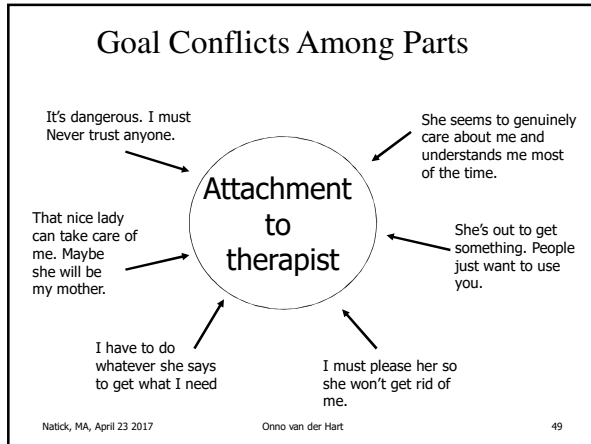 Goal Conflicts Among Parts
It's dangerous. I must
Never trust anyone.
She seems to genuinely
care about me and
understands me most
of the time.
Attachment
to
therapist
That nice lady
can take care of
me. Maybe
she will be
my mother.
She's out to get
something. People
just want to use
you.
I have to do
whatever she says
to get what I need
I must please her so
she won't get rid of
me.
Natick, MA, April 23 2017
Onno van der Hart
49